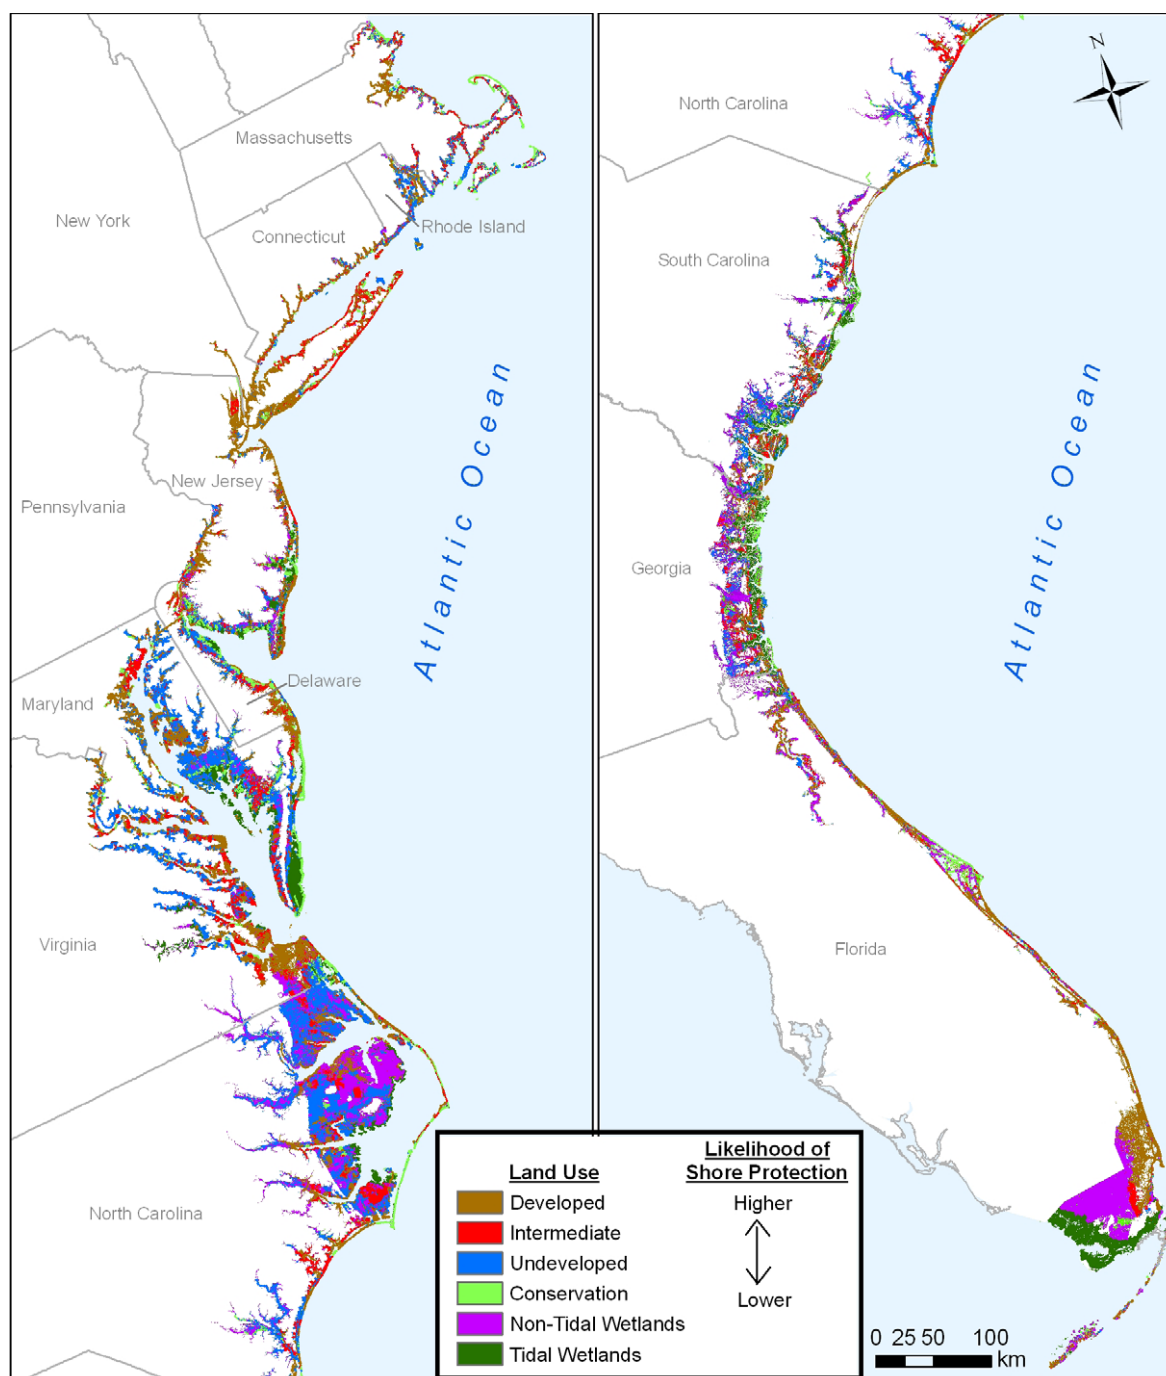 Massachusetts
New York
Connecticut
Rhode Island
New Jersey
Pennsylvania
Delaware
Maryland
Virginia
North Carolina
Atlantic Ocean
N
North Carolina
South Carolina
Georgia
Florida
Atlantic Ocean
Land Use
Likelihood of
Shore Protection
Developed
Higher
Intermediate
Undeveloped
Conservation
Lower
Non-Tidal Wetlands
Tidal Wetlands
0 25 50 100
km